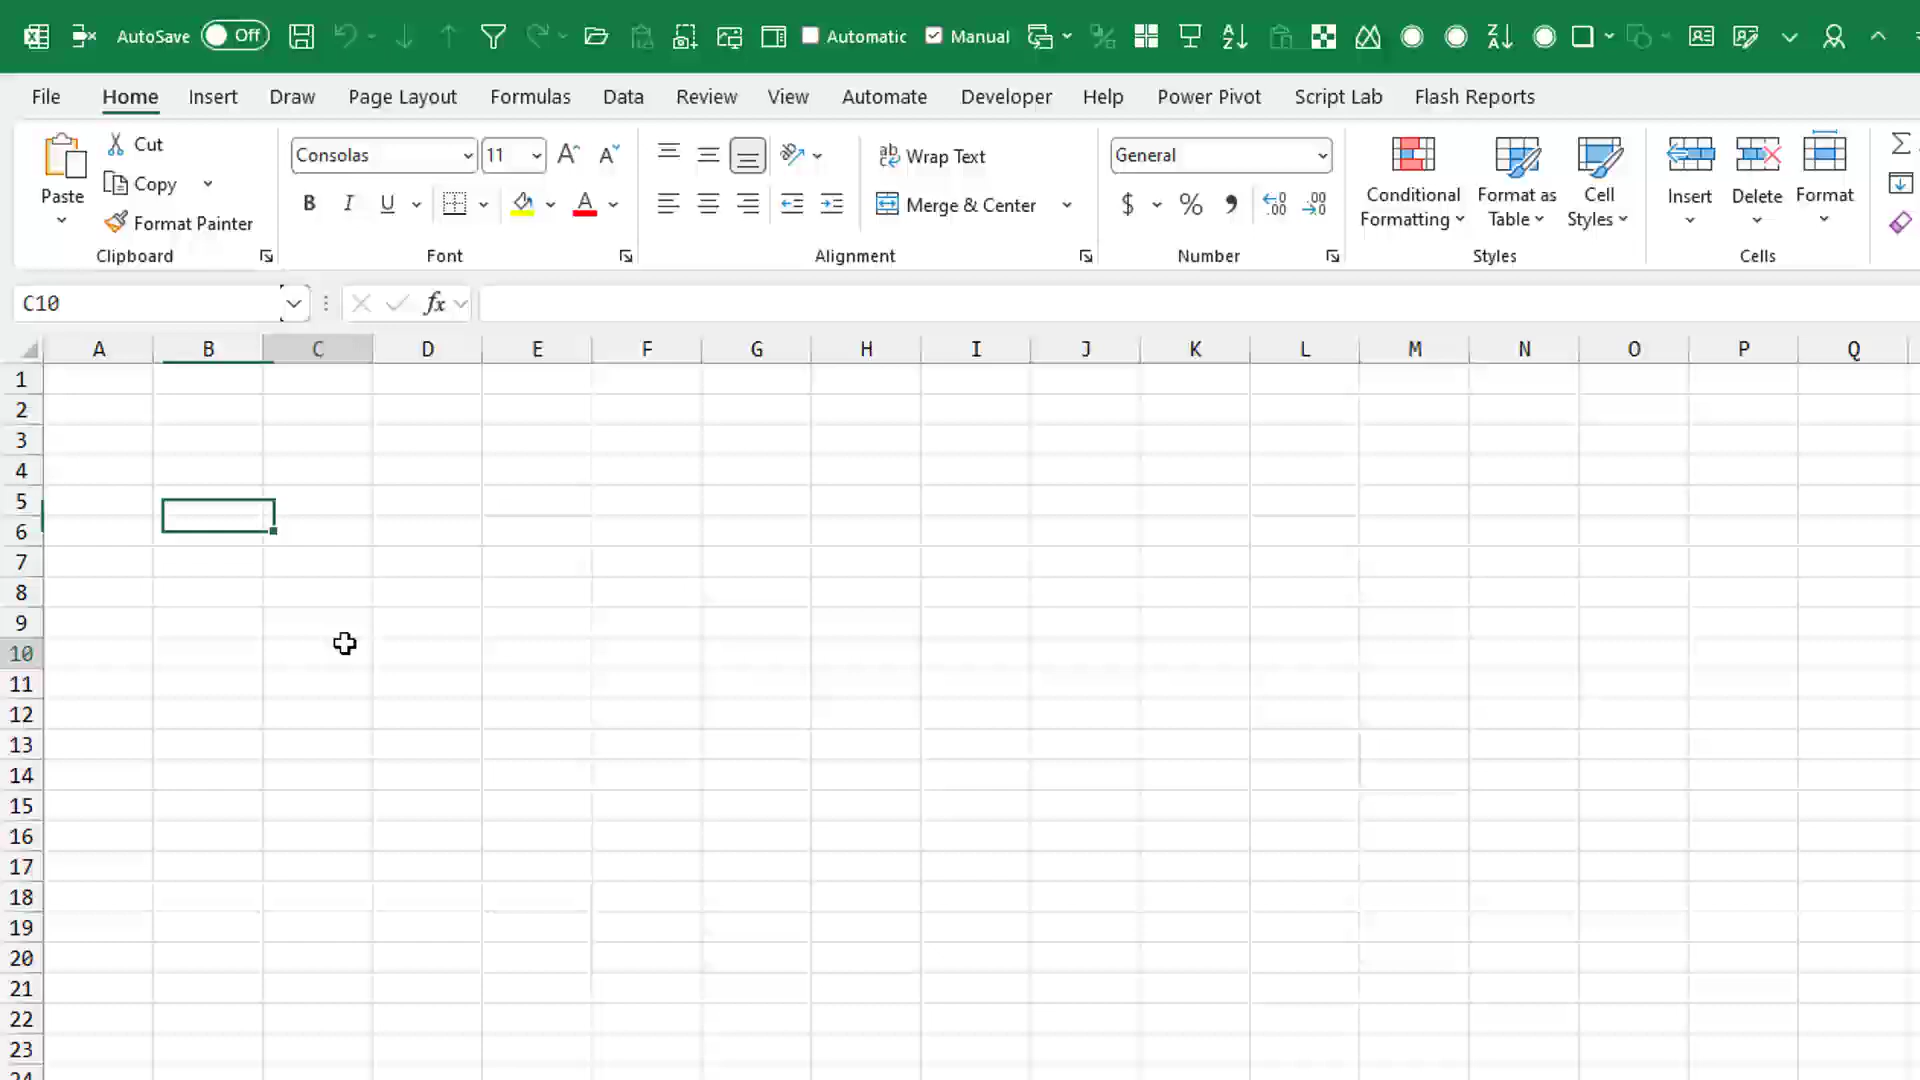 AutoSave Off Automatic Manual
File Home Insert Draw Page Layout Formulas Data Review View Automate Developer Help Power Pivot Script Lab Flash Reports
Cut
Copy
Format Painter
Paste
Clipboard
Consolas 11
B I U A
Font
ab Wrap Text
Merge & Center
Alignment
General
$ % 9 .00
Number
Conditional Formatting
Format as Table
Cell Styles
Styles
Insert Delete Format
Cells
C10 fx
A B C D E F G H I J K L M N O P Q
1
2
3
4
5
6
7
8
9
10
11
12
13
14
15
16
17
18
19
20
21
22
23
24